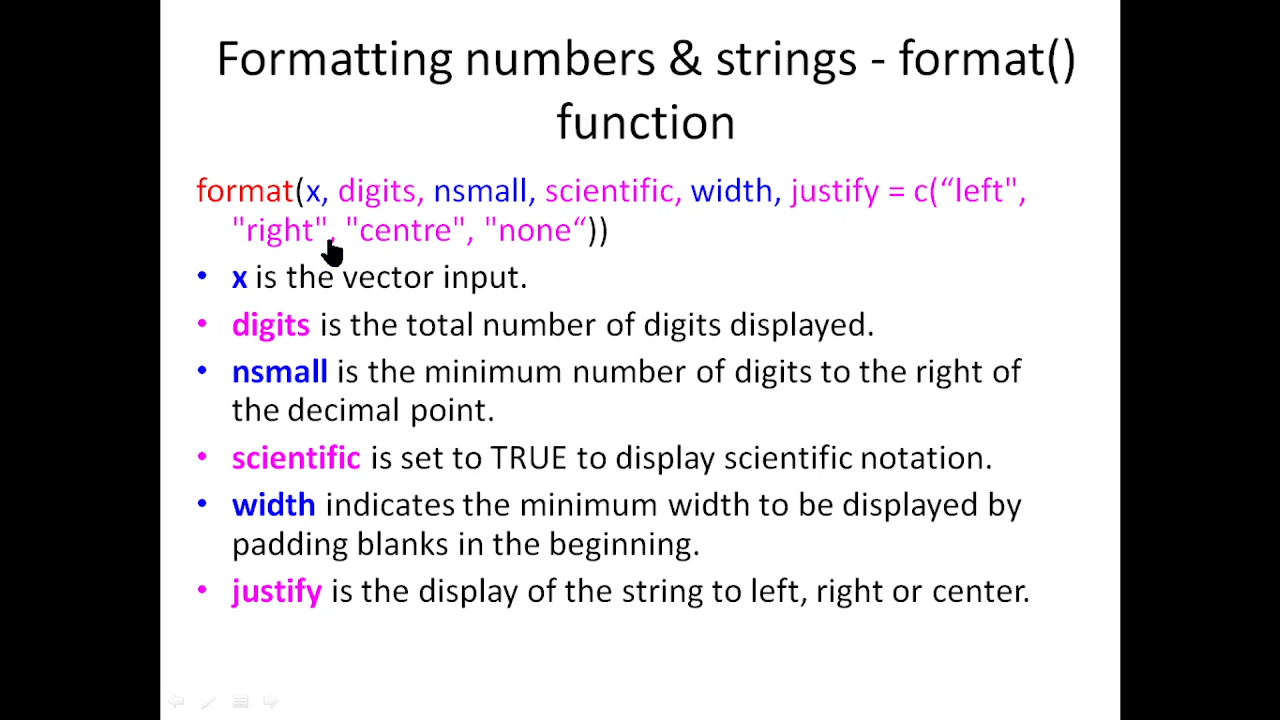 Formatting numbers & strings - format()
function
format(x, digits, nsmall, scientific, width, justify = c(“left",
"right", "centre", "none“))
• x is the vector input.
• digits is the total number of digits displayed.
• nsmall is the minimum number of digits to the right of
the decimal point.
• scientific is set to TRUE to display scientific notation.
• width indicates the minimum width to be displayed by
padding blanks in the beginning.
• justify is the display of the string to left, right or center.